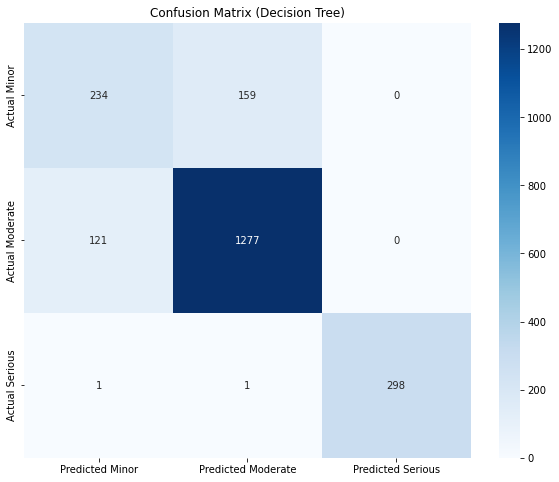 Confusion Matrix (Decision Tree)
Actual Minor
234 159 0
Actual Moderate
121 1277 0
Actual Serious
1 1 298
Predicted Minor Predicted Moderate Predicted Serious
1200
1000
800
600
400
200
0